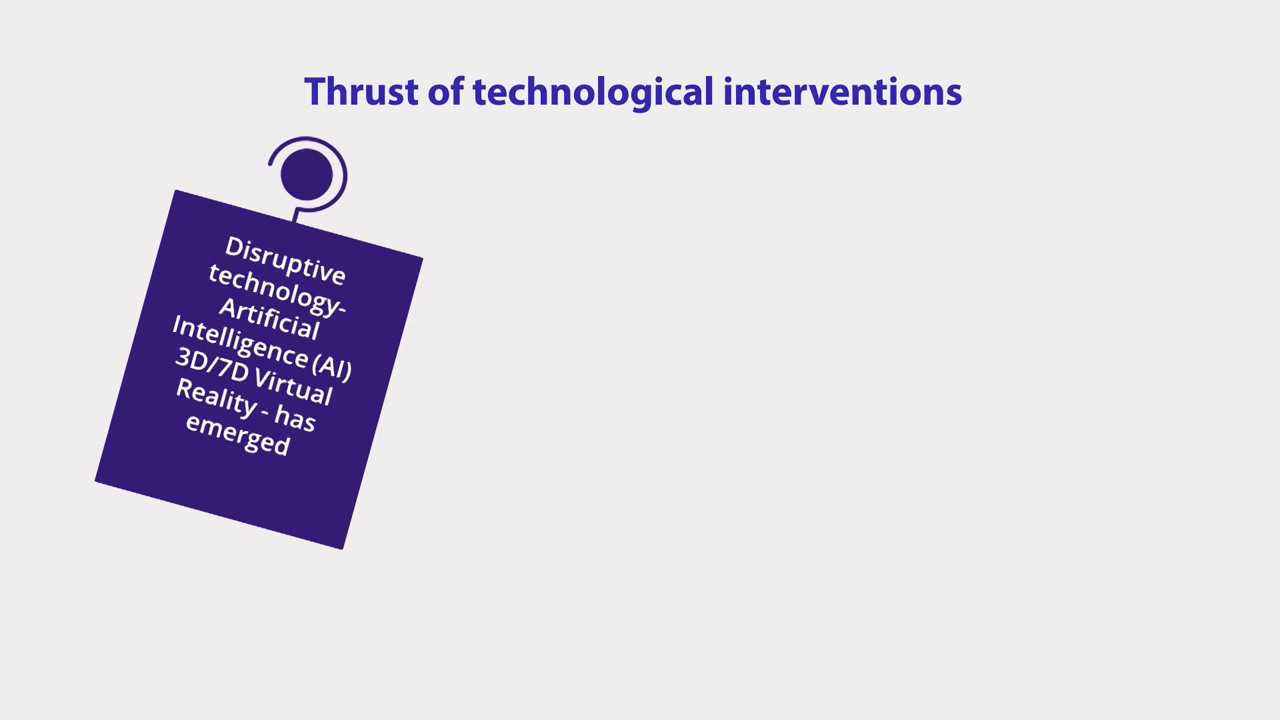 Thrust of technological interventions
Disruptive
technology-
Artificial
Intelligence (AI)
3D/7D Virtual
Reality - has
emerged